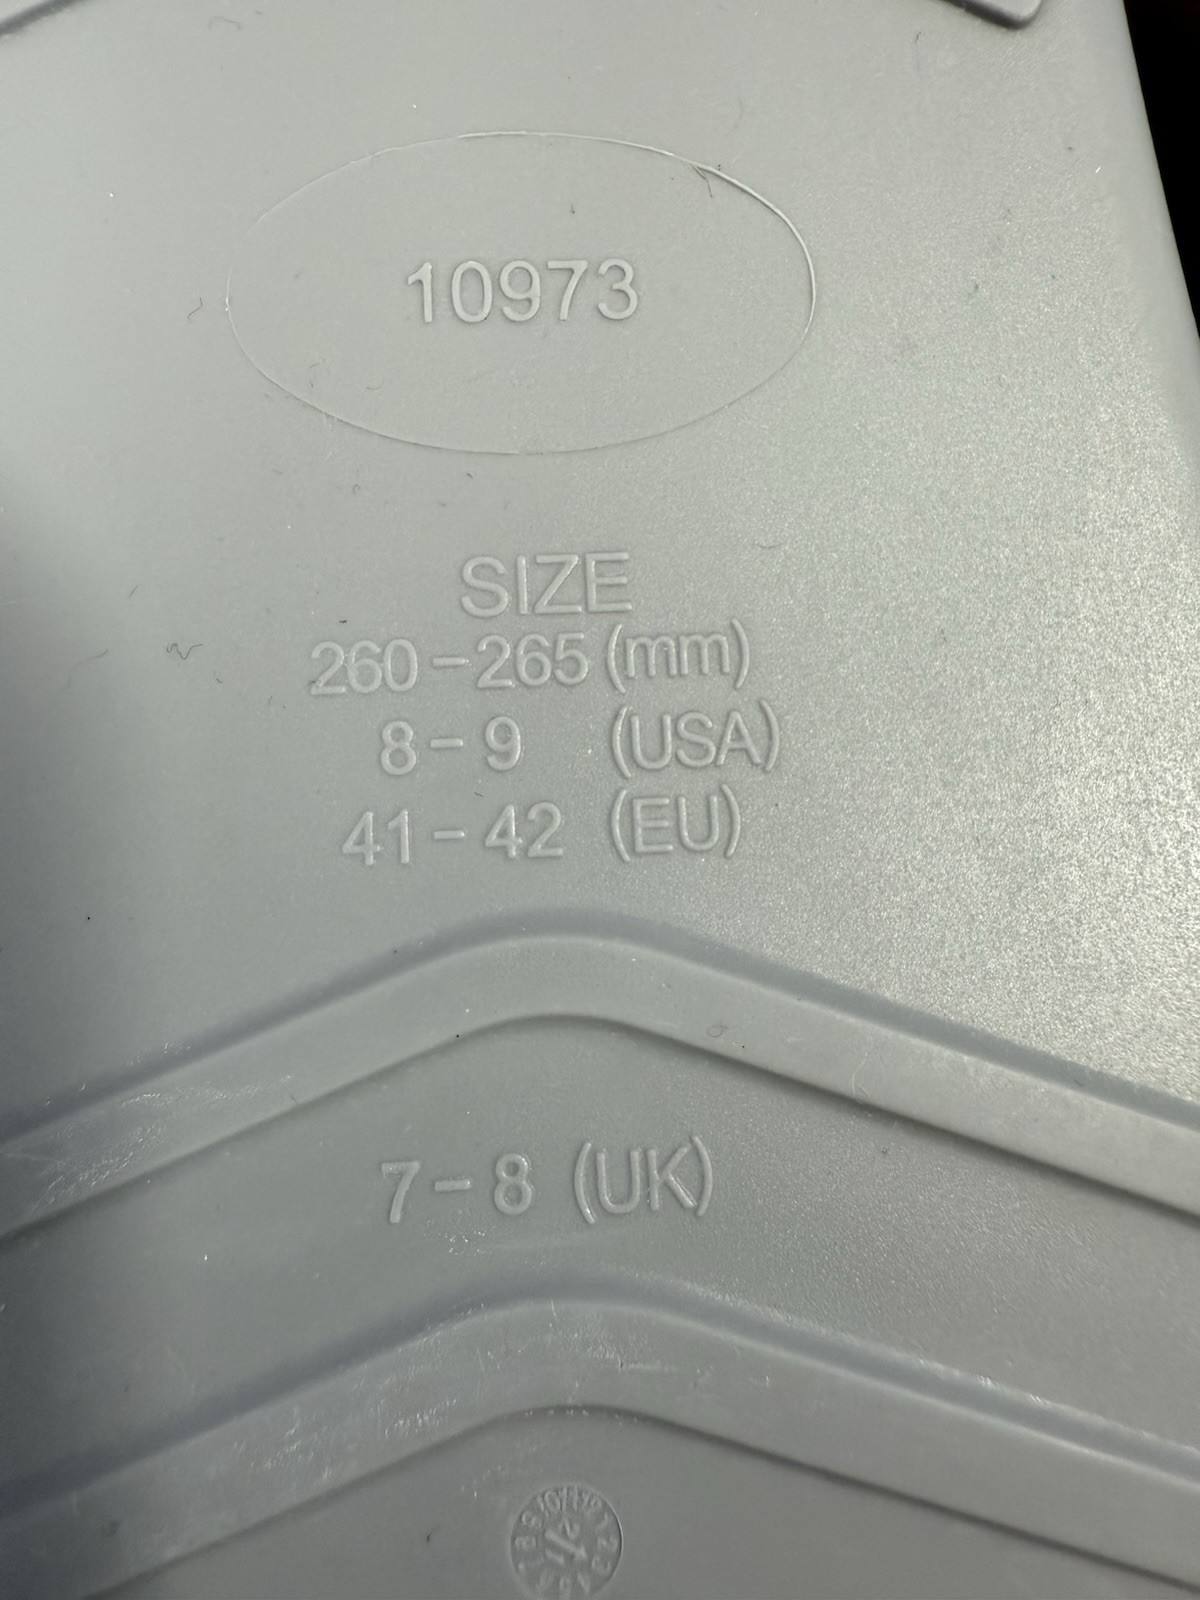 10973
SIZE
260-265 (mm)
8-9 (USA)
41-42 (EU)
7-8 (UK)